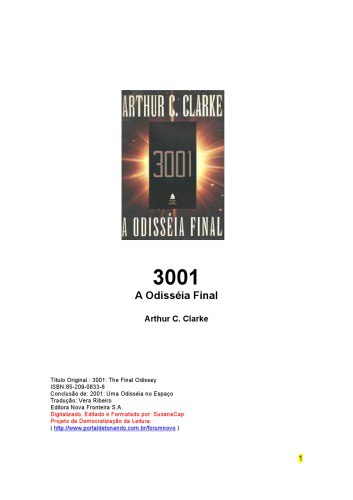 ARTHUR C. CLARKE
3001
A ODISSÉIA FINAL
3001
A Odisséia Final
Arthur C. Clarke
Título Original : 3001: The Final Odissey
ISBN:85-209-0833-6
Conclusão de: 2001: Uma Odisséia no Espaço
Tradução: Vera Ribeiro
Editora Nova Fronteira S.A.
Digitalizado, Editado e Formatado por: SusanaCap
Projeto de Democratização da Leitura:
( http://www.portaldetonando.com.br/forumnovo )
1